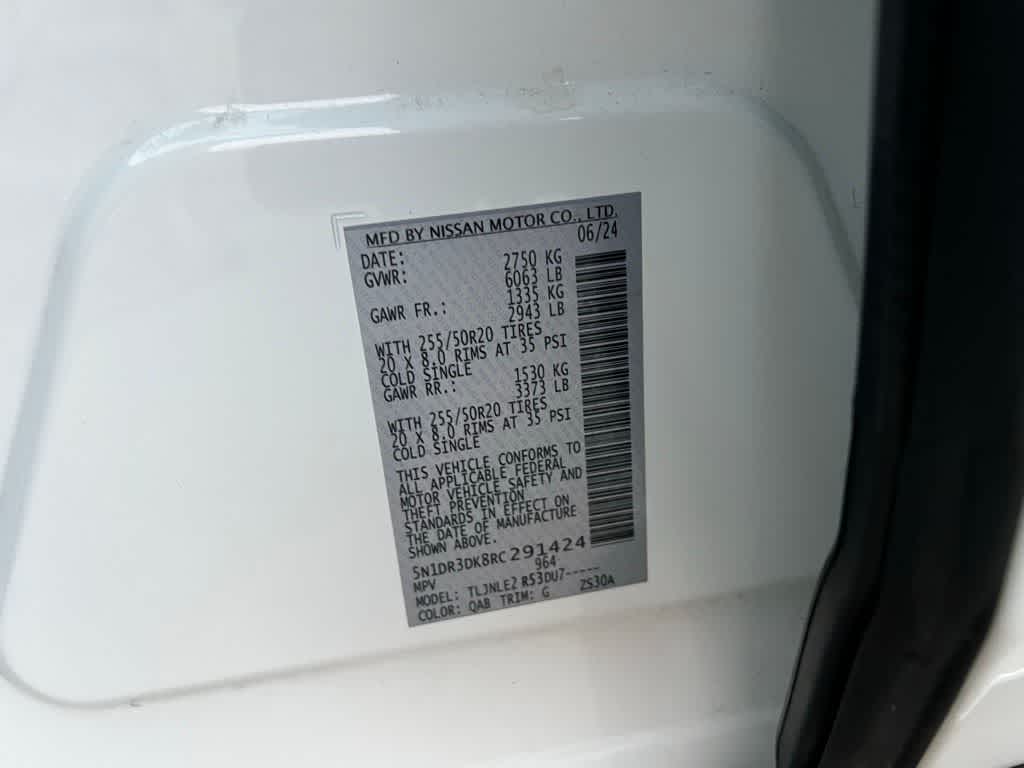 MFD BY NISSAN MOTOR CO., LTD.
DATE: 06/24
GVWR: 2750 KG
6063 LB
GAWR FR.: 1335 KG
2943 LB
WITH 255/50R20 TIRES
20 X 8.0 RIMS AT 35 PSI
COLD SINGLE
GAWR RR.: 1530 KG
3373 LB
WITH 255/50R20 TIRES
20 X 8.0 RIMS AT 35 PSI
COLD SINGLE
THIS VEHICLE CONFORMS TO
ALL APPLICABLE FEDERAL
MOTOR VEHICLE SAFETY AND
THEFT PREVENTION
STANDARDS IN EFFECT ON
THE DATE OF MANUFACTURE
SHOWN ABOVE.
5N1DR3DK8RC291424
MPV 964
MODEL: TLJNLE2 R53DU7-----
COLOR: QAB TRIM: G ZS30A